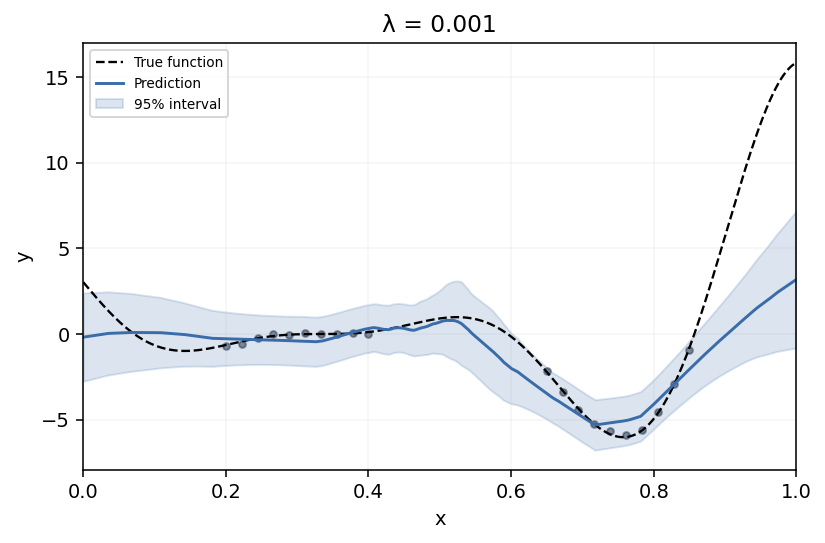 λ = 0.001
True function
Prediction
95% interval
15
10
5
0
−5
y
0.0 0.2 0.4 0.6 0.8 1.0
x